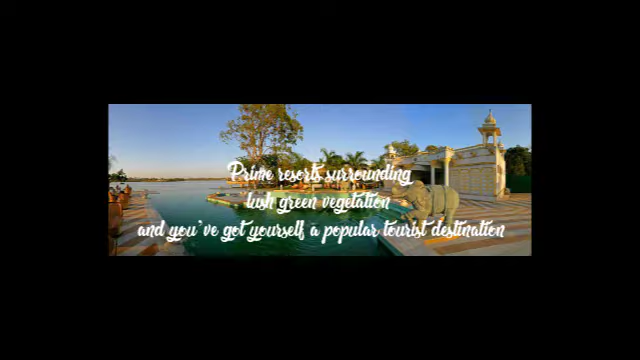 Prime resorts surrounding
lush green vegetation
and you've got yourself a popular tourist destination